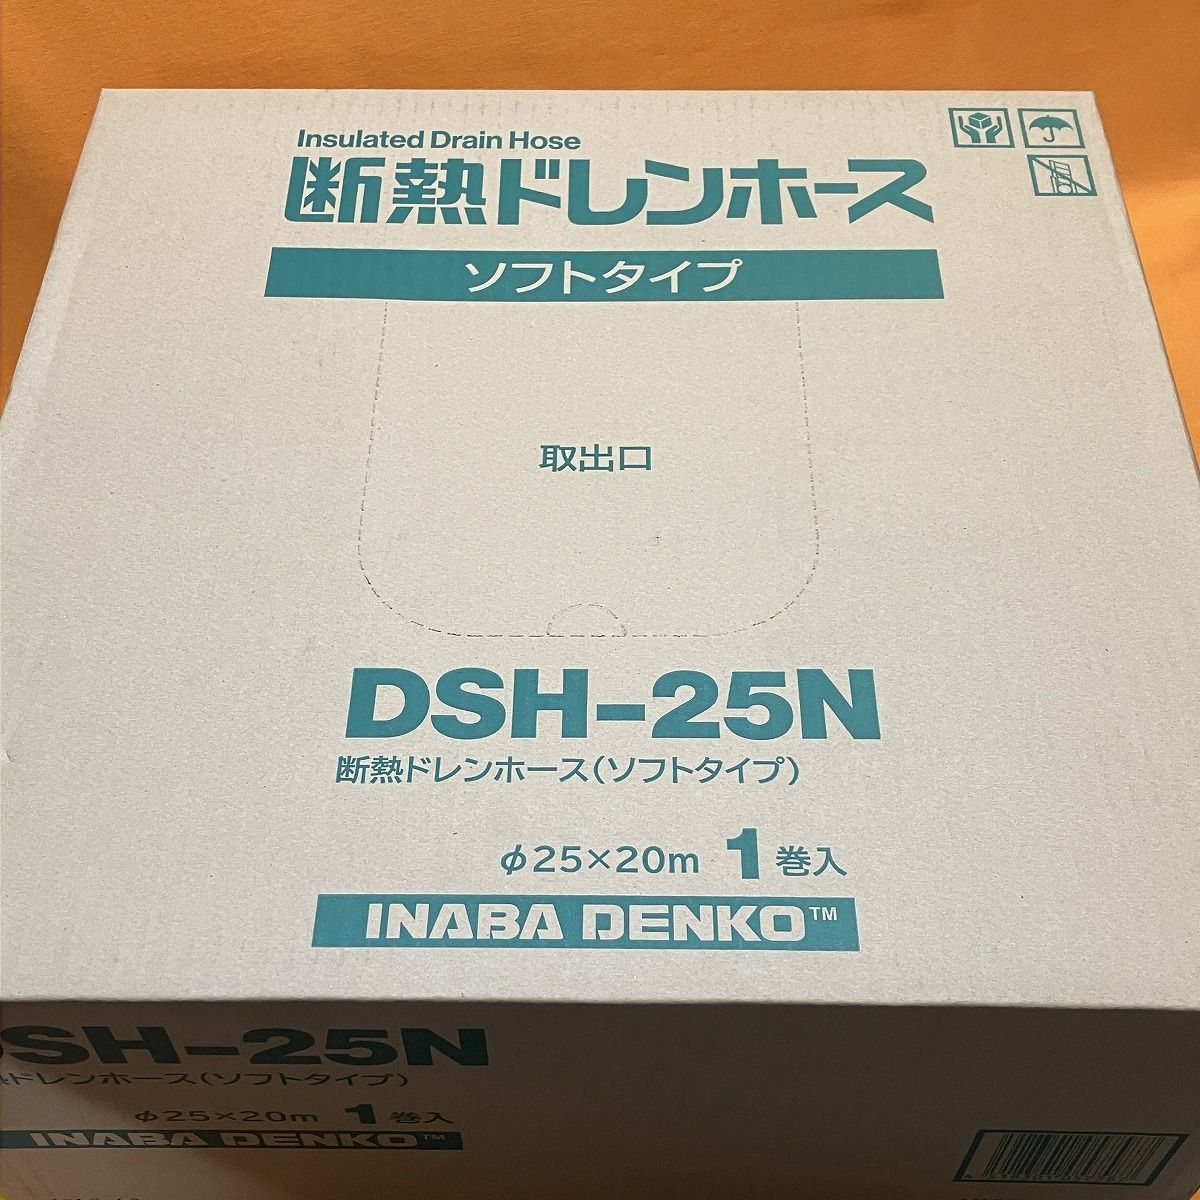 Insulated Drain Hose
断熱ドレンホース
ソフトタイプ
取出口
DSH-25N
断熱ドレンホース(ソフトタイプ)
φ25×20m 1巻入
INABA DENKO™
DSH-25N
熱ドレンホース(ソフトタイプ)
φ25×20m 1巻入
INABA DENKO™